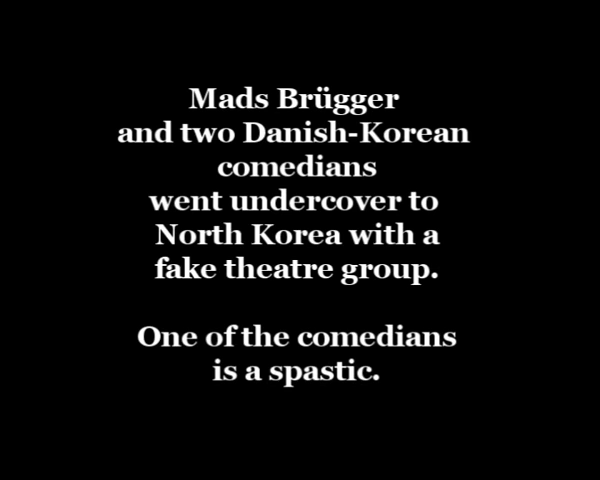 Mads Brügger
and two Danish-Korean
comedians
went undercover to
North Korea with a
fake theatre group.
One of the comedians
is a spastic.